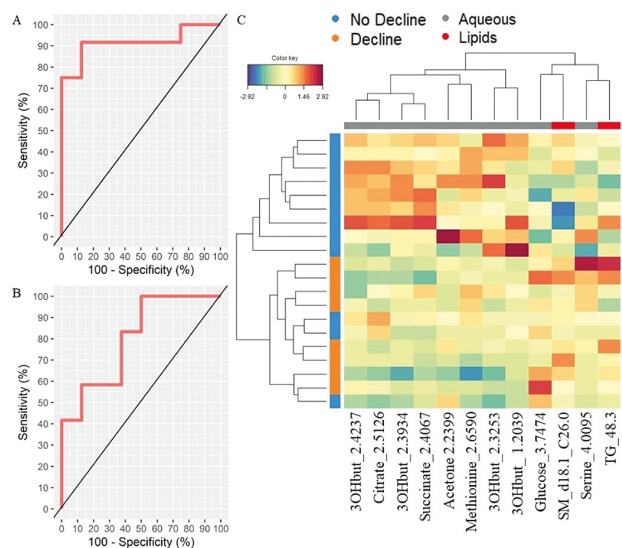 A
100
90
80
70
60
50
40
30
20
10
0
Sensitivity (%)
0 10 20 30 40 50 60 70 80 90 100
100 - Specificity (%)
B
100
90
80
70
60
50
40
30
20
10
0
Sensitivity (%)
0 10 20 30 40 50 60 70 80 90 100
100 - Specificity (%)
C
No Decline
Decline
Aqueous
Lipids
Color key
-2.92 0 1.46 2.92
3OHbut_2.4237
Citrate_2.5126
3OHbut_2.3934
Succinate_2.4067
Acetone 2.2399
Methionine_2.6590
3OHbut_2.3253
3OHbut_ 1.2039
Glucose_3.7474
SM_d18.1_C26.0
Serine_4.0095
TG_48.3